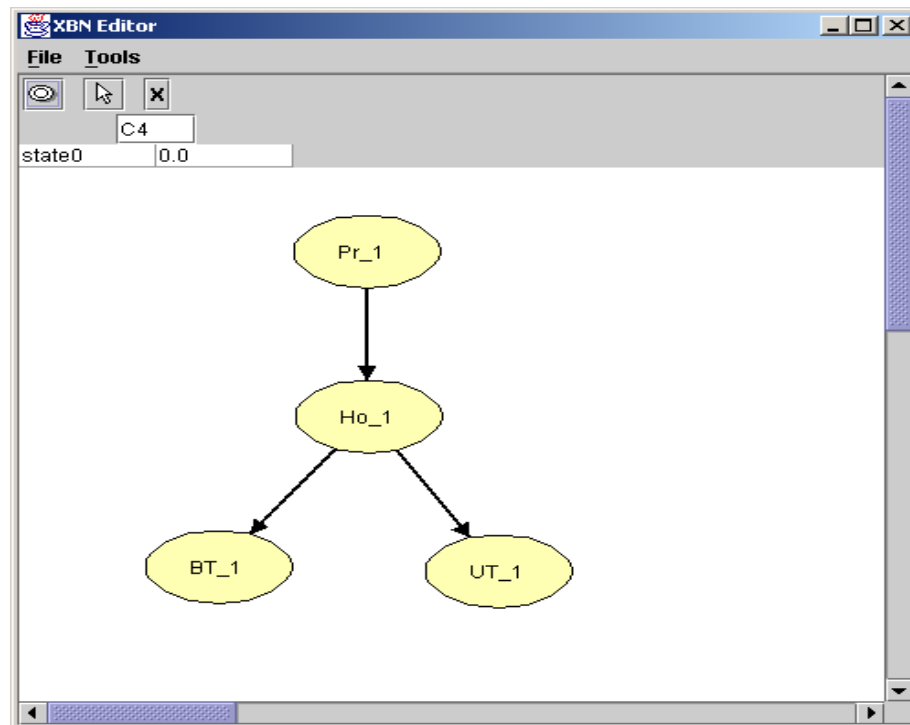 XBN Editor
File Tools
C4
state0 0.0
Pr_1
Ho_1
BT_1 UT_1